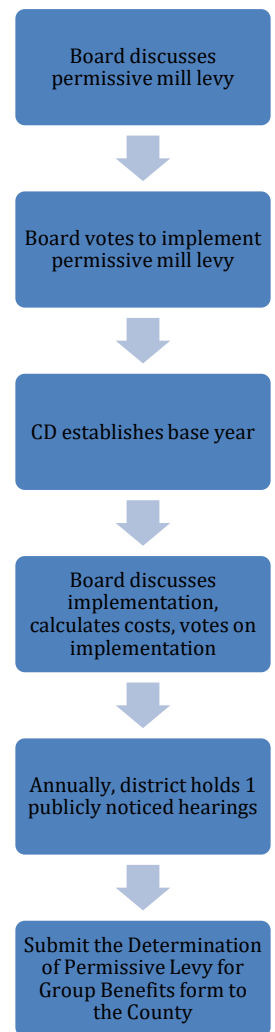 Board discusses
permissive mill levy
Board votes to implement
permissive mill levy
CD establishes base year
Board discusses
implementation,
calculates costs, votes on
implementation
Annually, district holds 1
publicly noticed hearings
Submit the Determination
of Permissive Levy for
Group Benefits form to
the County